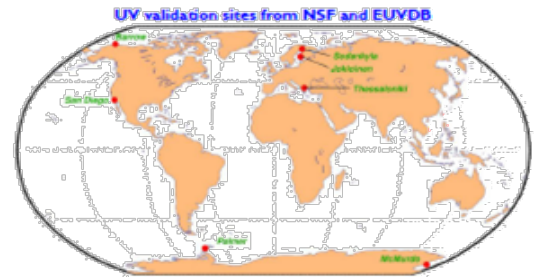 UV validation sites from NSF and EUVDB
Barrow
Sodankyla
Jokioinen
San Diego
Thessaloniki
Palmer
McMurdo